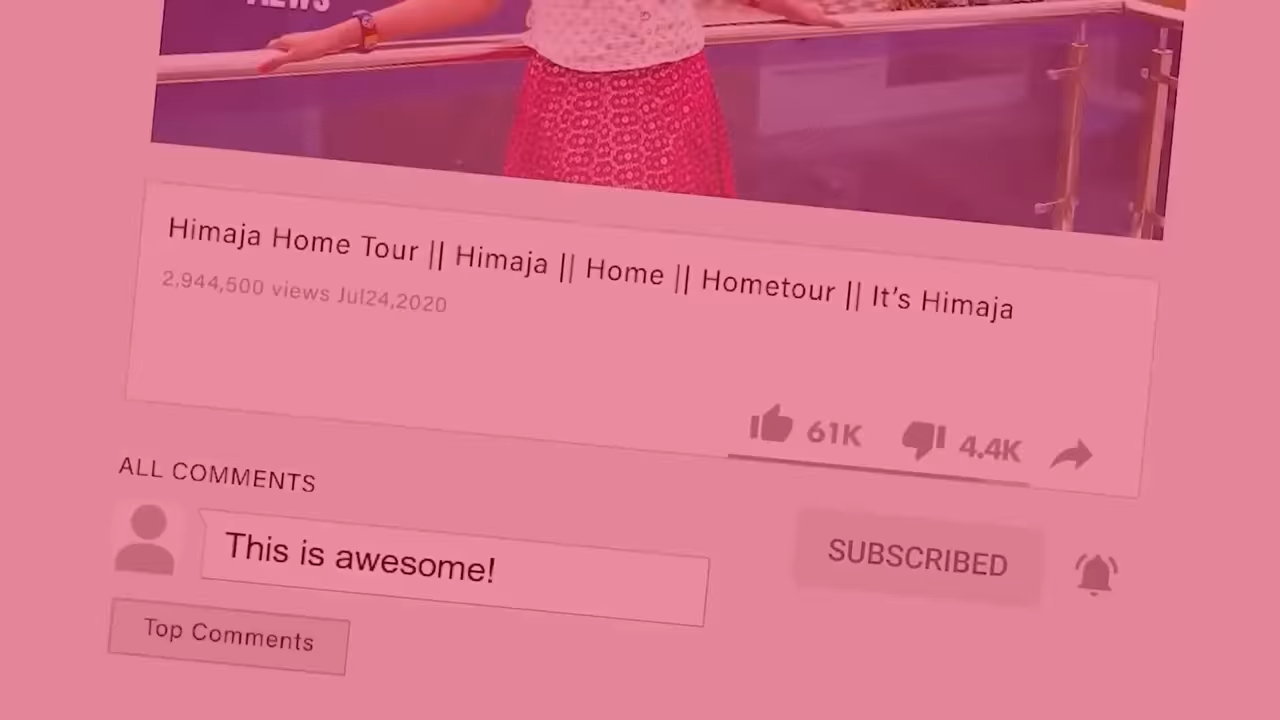 VIEWS
Himaja Home Tour || Himaja || Home || Hometour || It's Himaja
2,944,500 views Jul24,2020
61K
4.4K
ALL COMMENTS
This is awesome!
SUBSCRIBED
Top Comments